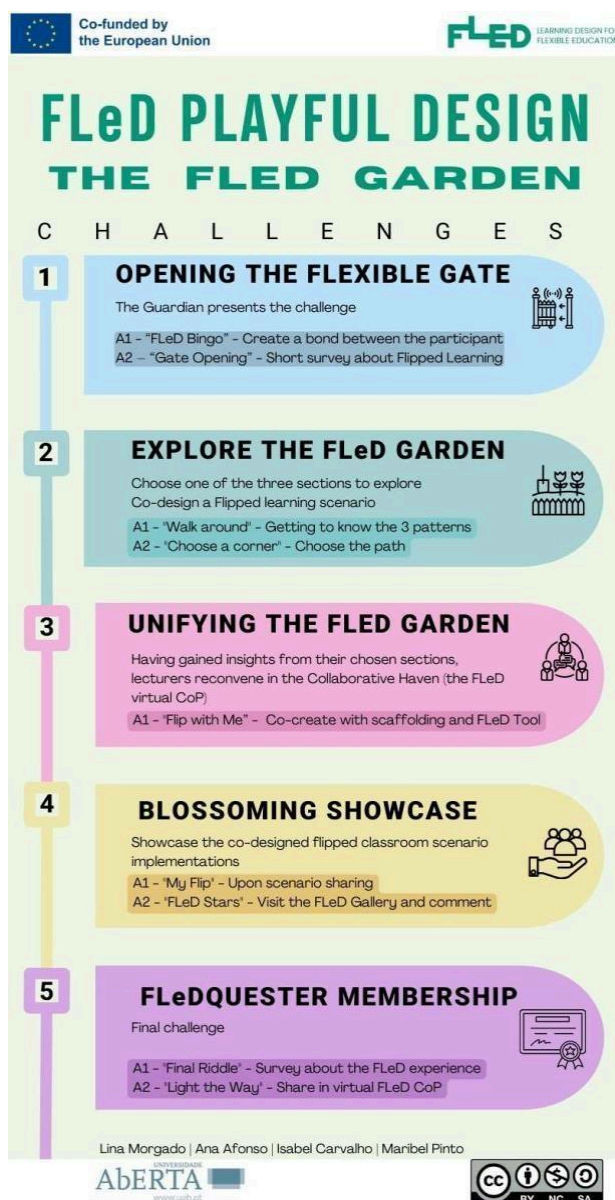 Co-funded by
the European Union
FLED
LEARNING DESIGN FOR
FLEXIBLE EDUCATION
FLeD PLAYFUL DESIGN
THE FLED GARDEN
CHALLENGES
1
OPENING THE FLEXIBLE GATE
The Guardian presents the challenge
A1 - “FLeD Bingo” - Create a bond between the participant
A2 – “Gate Opening” - Short survey about Flipped Learning
2
EXPLORE THE FLeD GARDEN
Choose one of the three sections to explore
Co-design a Flipped learning scenario
A1 - "Walk around" - Getting to know the 3 patterns
A2 - "Choose a corner" - Choose the path
3
UNIFYING THE FLED GARDEN
Having gained insights from their chosen sections,
lecturers reconvene in the Collaborative Haven (the FLeD
virtual CoP)
A1 - "Flip with Me” - Co-create with scaffolding and FLeD Tool
4
BLOSSOMING SHOWCASE
Showcase the co-designed flipped classroom scenario
implementations
A1 - "My Flip" - Upon scenario sharing
A2 - "FLeD Stars" - Visit the FLeD Gallery and comment
5
FLeDQUESTER MEMBERSHIP
Final challenge
A1 - "Final Riddle" - Survey about the FLeD experience
A2 - "Light the Way" - Share in virtual FLeD CoP
Lina Morgado | Ana Afonso | Isabel Carvalho | Maribel Pinto
UNIVERSIDADE
AbERTA
www.uab.pt
cc
BY NC SA